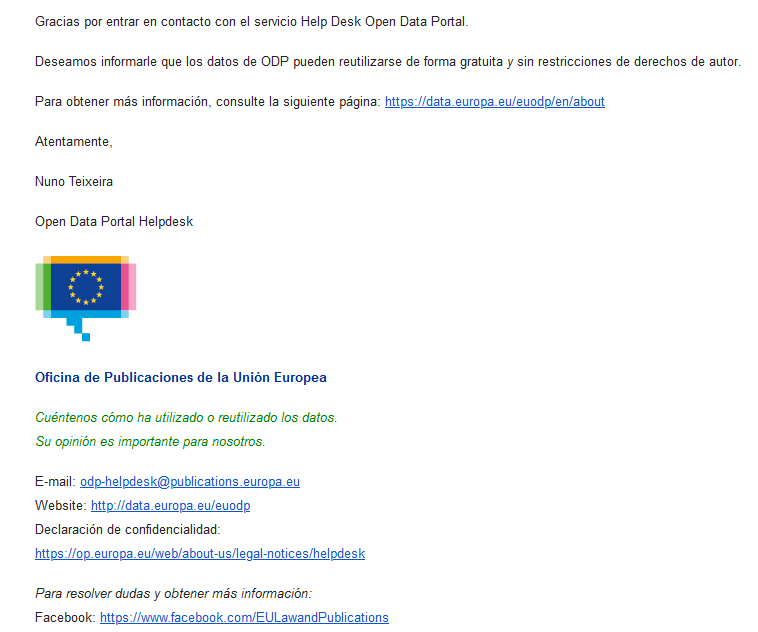 Gracias por entrar en contacto con el servicio Help Desk Open Data Portal.
Deseamos informarle que los datos de ODP pueden reutilizarse de forma gratuita y sin restricciones de derechos de autor.
Para obtener más información, consulte la siguiente página: https://data.europa.eu/euodp/en/about
Atentamente,
Nuno Teixeira
Open Data Portal Helpdesk
Oficina de Publicaciones de la Unión Europea
Cuéntenos cómo ha utilizado o reutilizado los datos.
Su opinión es importante para nosotros.
E-mail: odp-helpdesk@publications.europa.eu
Website: http://data.europa.eu/euodp
Declaración de confidencialidad:
https://op.europa.eu/web/about-us/legal-notices/helpdesk
Para resolver dudas y obtener más información:
Facebook: https://www.facebook.com/EULawandPublications